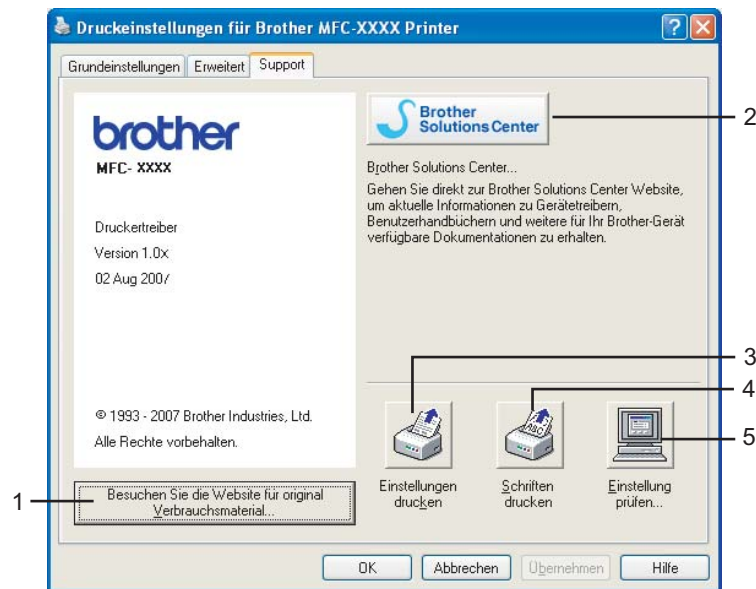 Druckeinstellungen für Brother MFC-XXXX Printer
Grundeinstellungen Erweitert Support
brother
MFC- XXXX
Druckertreiber
Version 1.0x
02 Aug 2007
© 1993 - 2007 Brother Industries, Ltd.
Alle Rechte vorbehalten.
1
Besuchen Sie die Website für original
Verbrauchsmaterial...
Brother
Solutions Center
2
Brother Solutions Center...
Gehen Sie direkt zur Brother Solutions Center Website,
um aktuelle Informationen zu Gerätetreibern,
Benutzerhandbüchern und weitere für Ihr Brother-Gerät
verfügbare Dokumentationen zu erhalten.
3
4
5
ABC
Einstellungen
drucken
Schriften
drucken
Einstellung
prüfen...
OK Abbrechen Übernehmen Hilfe